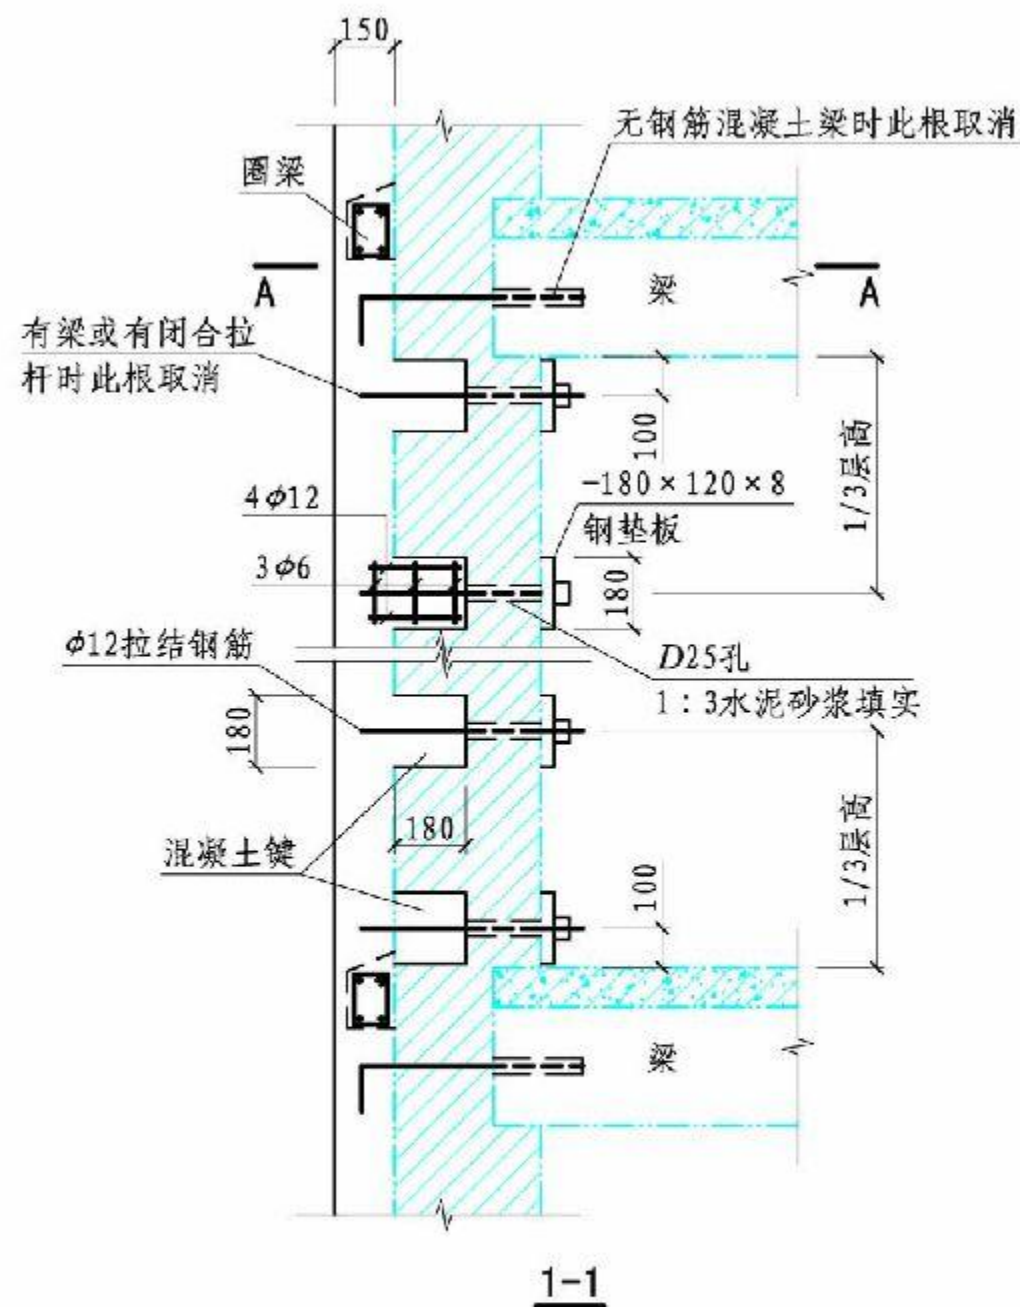 150
无钢筋混凝土梁时此根取消
圈梁
A
梁
A
有梁或有闭合拉
杆时此根取消
100
1/3层高
4Φ12
-180×120×8
钢垫板
3Φ6
180
Φ12拉结钢筋
D25孔
1：3水泥砂浆填实
180
180
1/3层高
混凝土键
100
梁
1-1